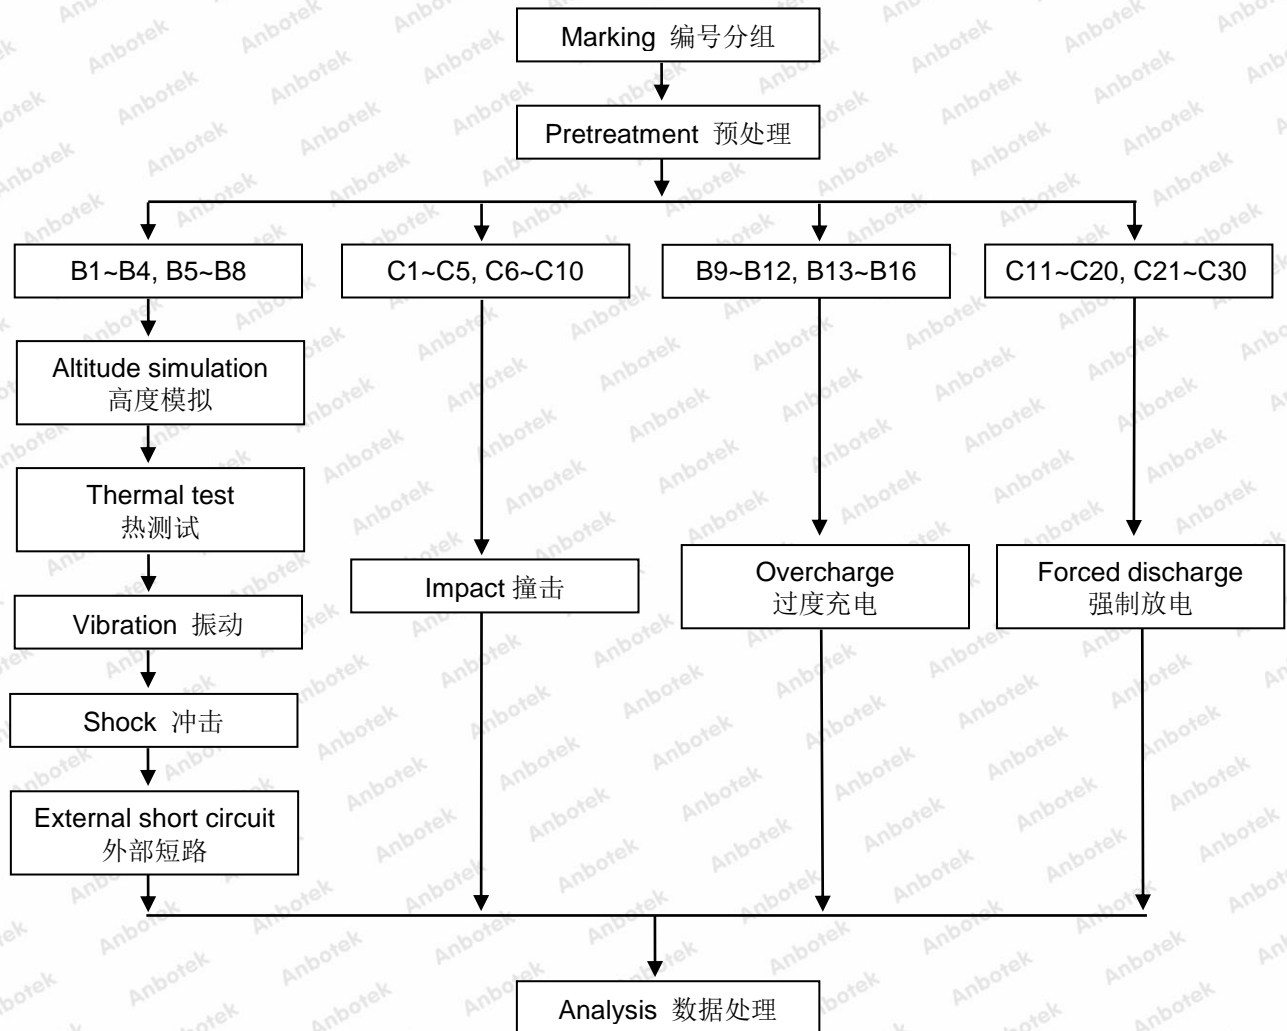 Marking 编号分组
Pretreatment 预处理
B1~B4, B5~B8
C1~C5, C6~C10
B9~B12, B13~B16
C11~C20, C21~C30
Altitude simulation
高度模拟
Thermal test
热测试
Impact 撞击
Overcharge
过度充电
Forced discharge
强制放电
Vibration 振动
Shock 冲击
External short circuit
外部短路
Analysis 数据处理
Anbotek